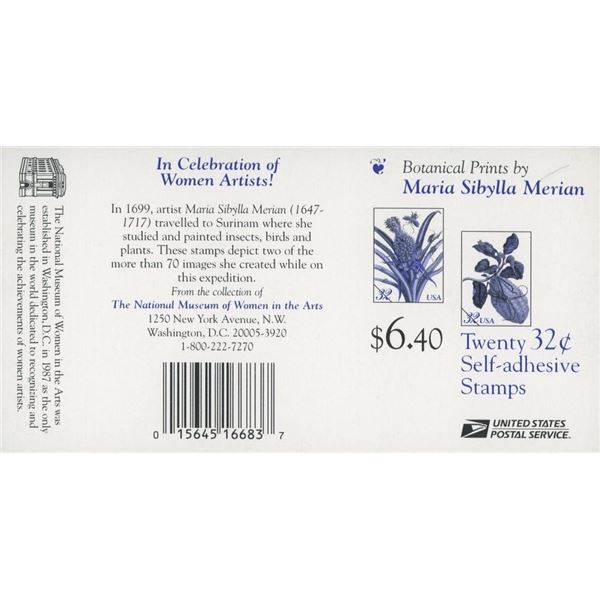 The National Museum of Women in the Arts was
established in Washington, D.C. in 1987 as the only
museum in the world dedicated to recognizing and
celebrating the achievements of women artists.
In Celebration of
Women Artists!
In 1699, artist Maria Sibylla Merian (1647-
1717) travelled to Surinam where she
studied and painted insects, birds and
plants. These stamps depict two of the
more than 70 images she created while on
this expedition.
From the collection of
The National Museum of Women in the Arts
1250 New York Avenue, N.W.
Washington, D.C. 20005-3920
1-800-222-7270
0 15645 16683 7
Botanical Prints by
Maria Sibylla Merian
32 USA
32 USA
$6.40
Twenty 32¢
Self-adhesive
Stamps
UNITED STATES
POSTAL SERVICE.